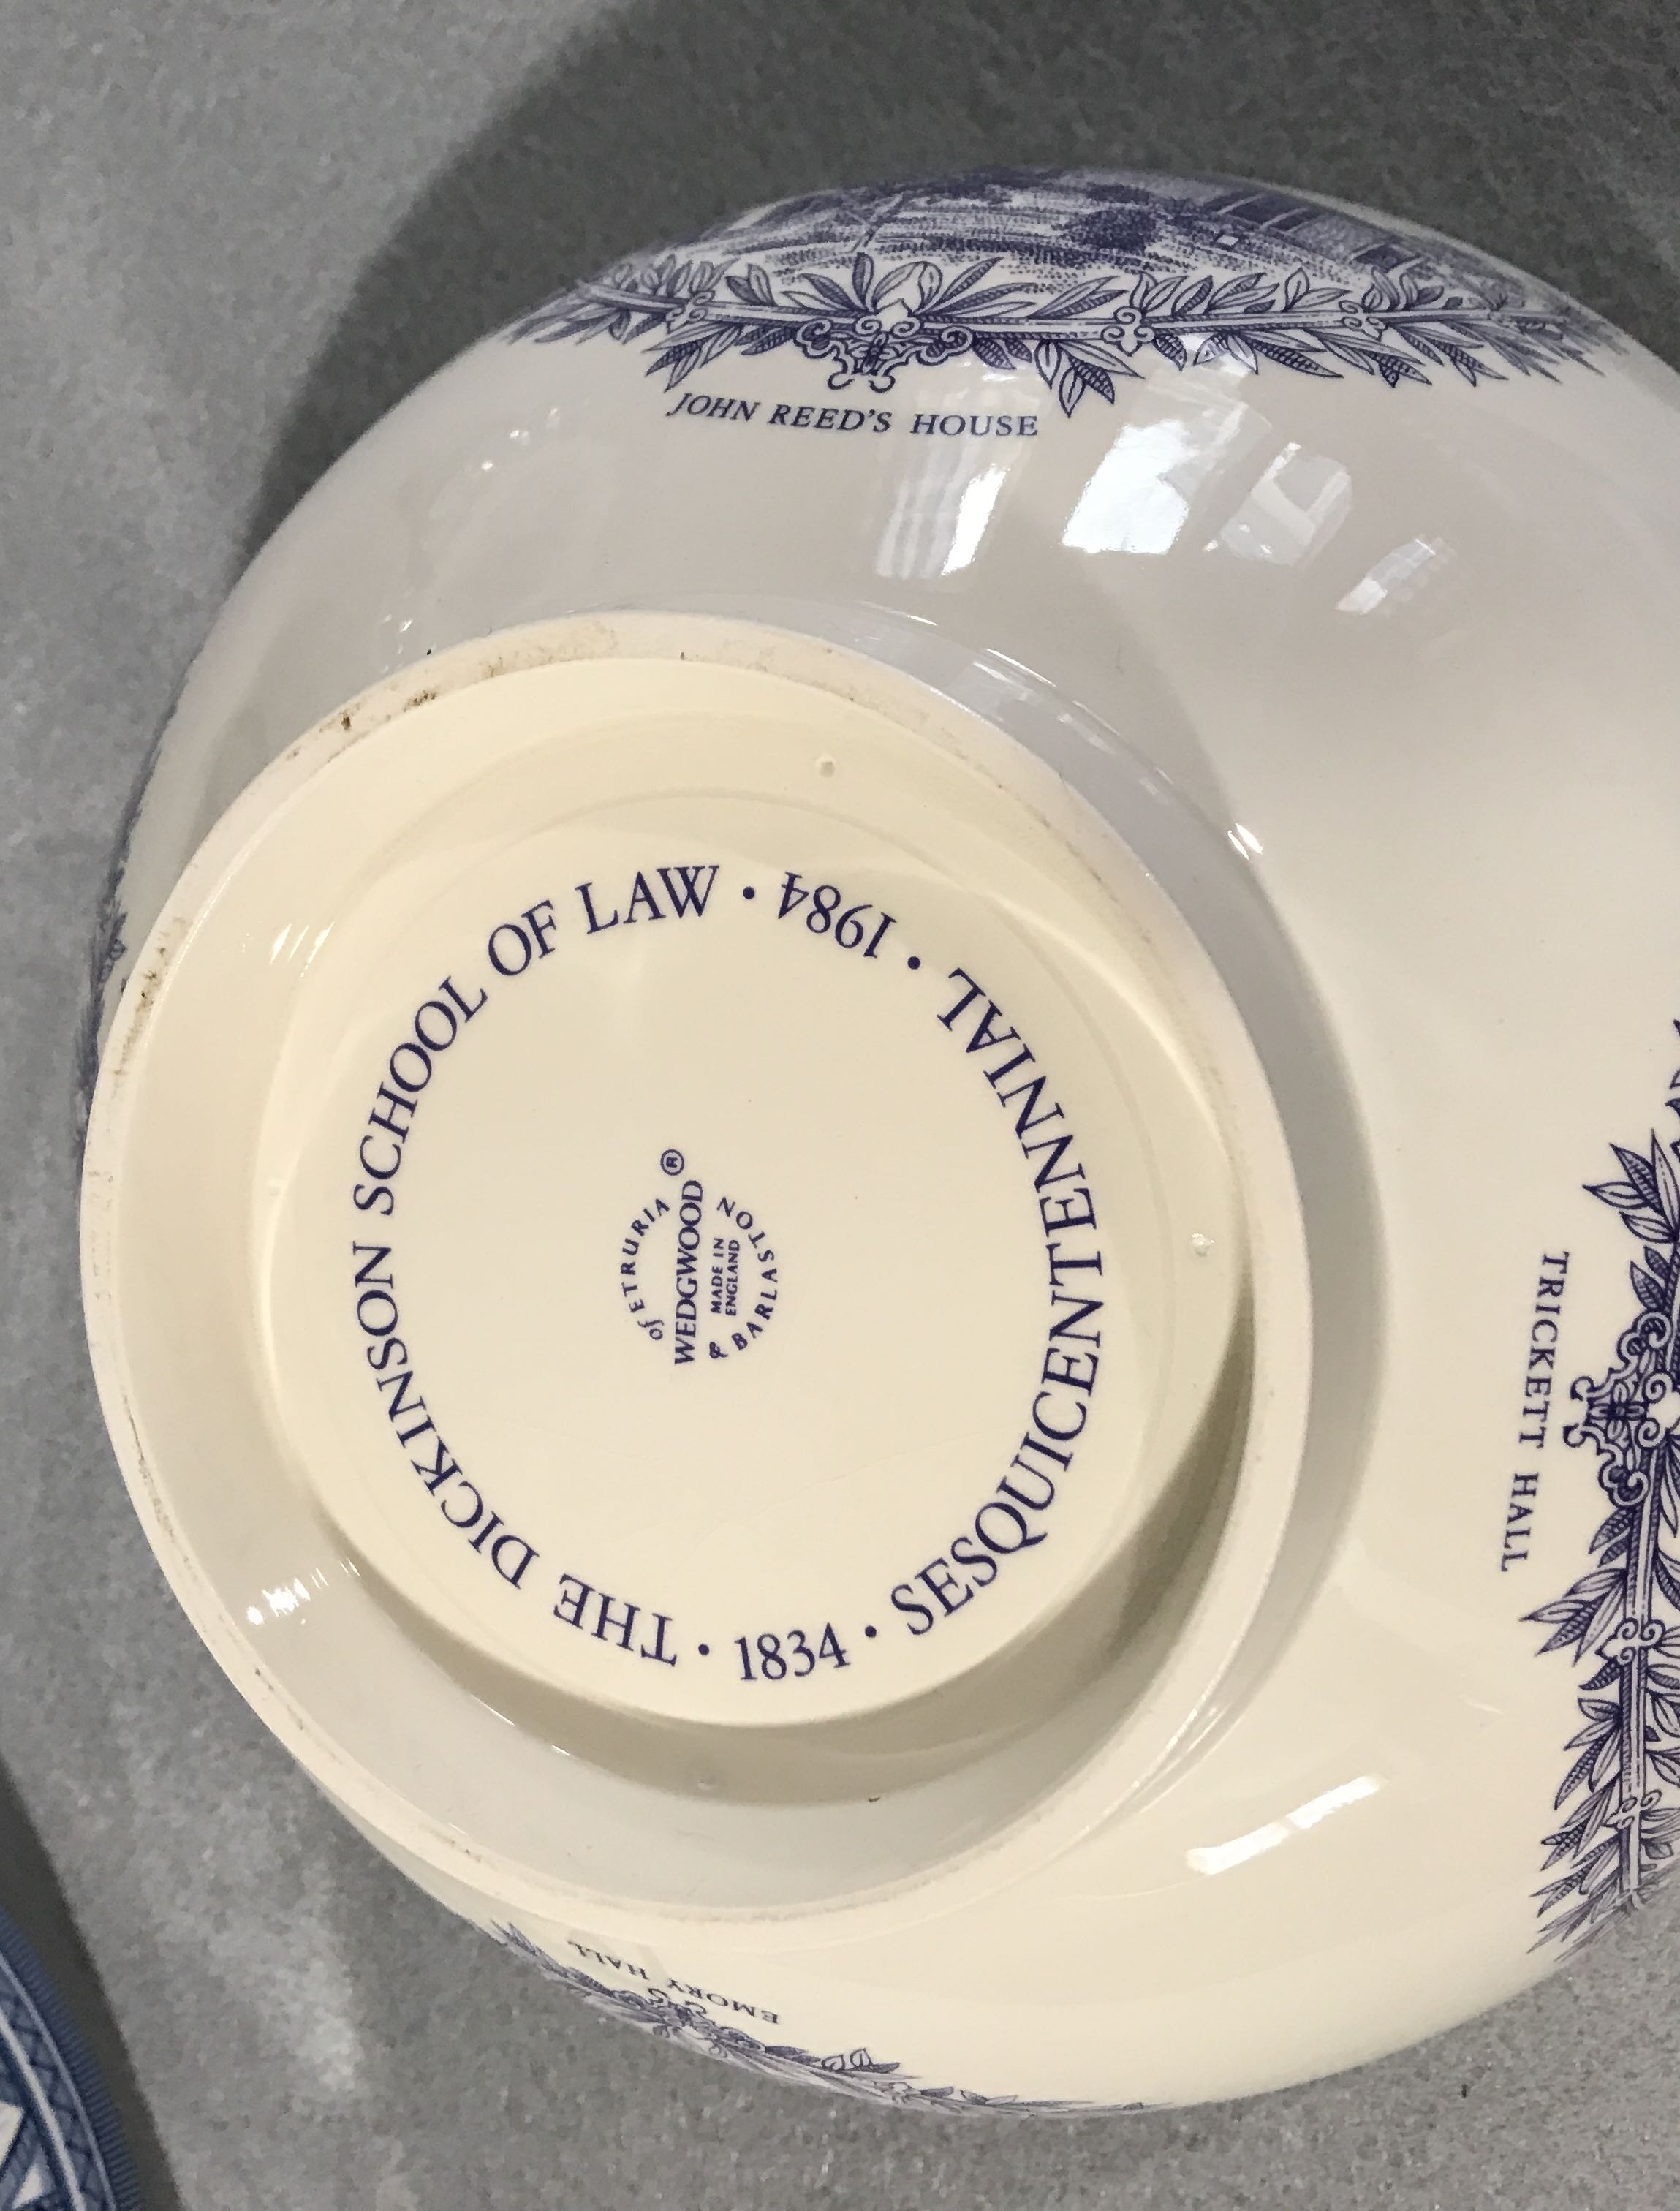 JOHN REED'S HOUSE
THE DICKINSON SCHOOL OF LAW · 1984 ·
SESQUICENTENNIAL · 1834 ·
of ETRURIA
WEDGWOOD ®
MADE IN
ENGLAND
& BARLASTON
TRICKETT HALL
EMORY HALL